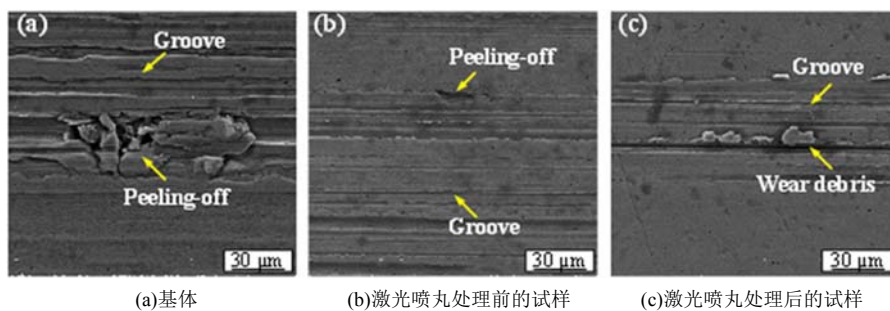 (a)
Groove
Peeling-off
30 μm
(b)
Peeling-off
Groove
30 μm
(c)
Groove
Wear debris
30 μm
(a)基体
(b)激光喷丸处理前的试样
(c)激光喷丸处理后的试样